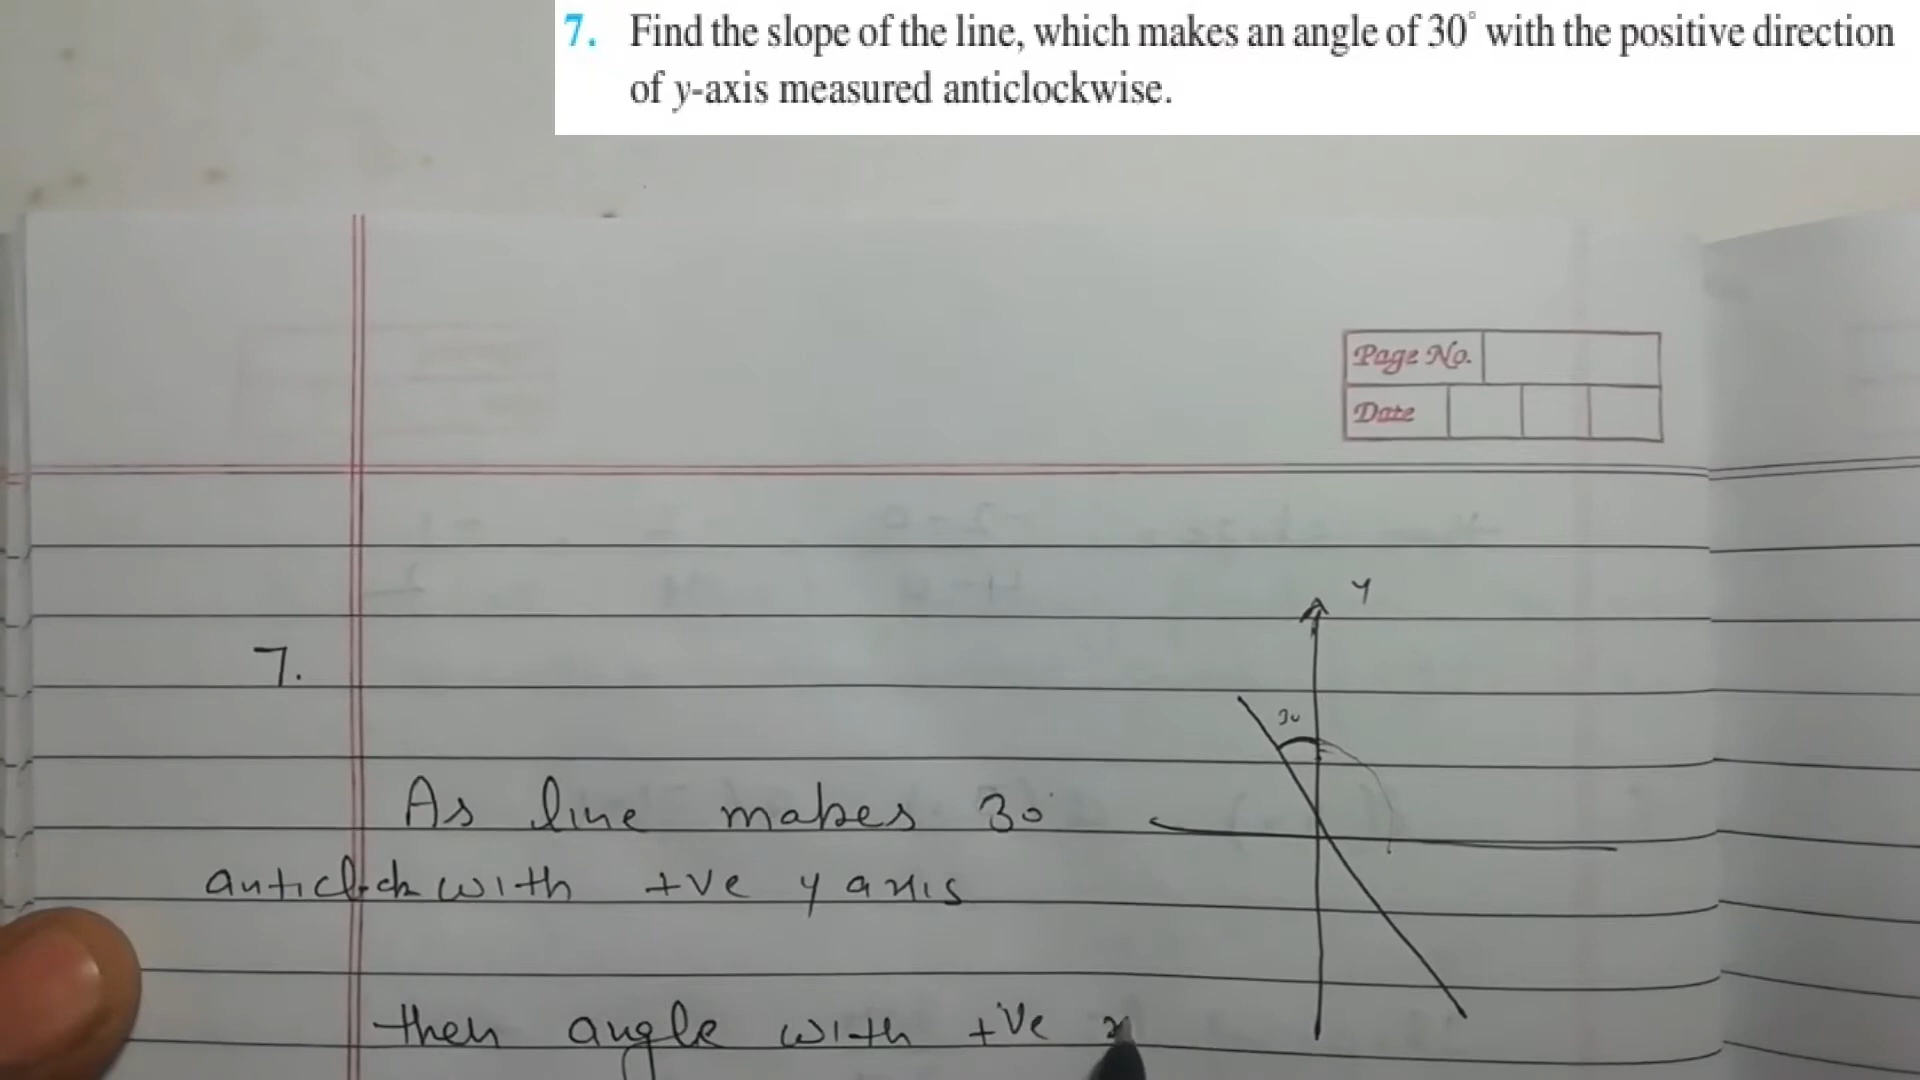 7. Find the slope of the line, which makes an angle of 30° with the positive direction
of y-axis measured anticlockwise.
Page No.
Date
Y
7.
30
As line makes 30°
anticlock with +ve y axis
then angle with +ve x